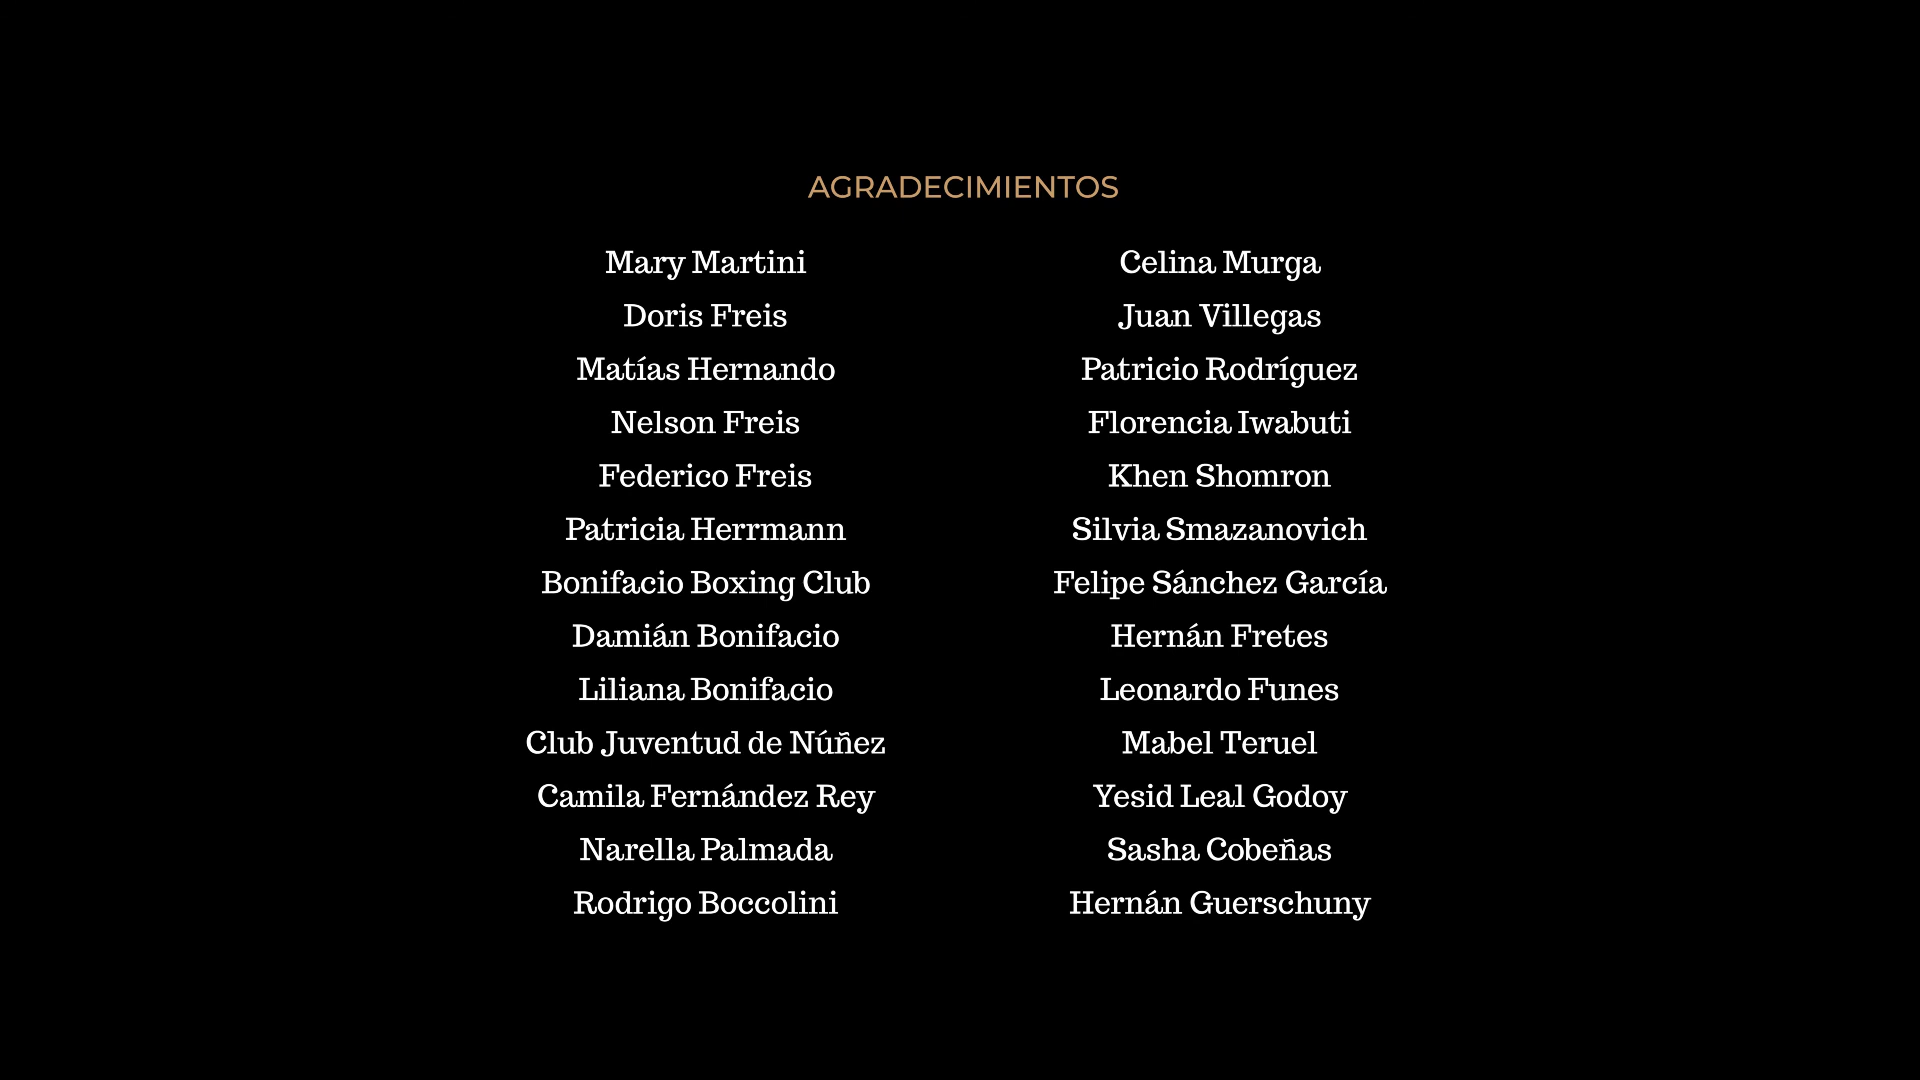 AGRADECIMIENTOS
Mary Martini
Doris Freis
Matías Hernando
Nelson Freis
Federico Freis
Patricia Herrmann
Bonifacio Boxing Club
Damián Bonifacio
Liliana Bonifacio
Club Juventud de Núñez
Camila Fernández Rey
Narella Palmada
Rodrigo Boccolini
Celina Murga
Juan Villegas
Patricio Rodríguez
Florencia Iwabuti
Khen Shomron
Silvia Smazanovich
Felipe Sánchez García
Hernán Fretes
Leonardo Funes
Mabel Teruel
Yesid Leal Godoy
Sasha Cobeñas
Hernán Guerschuny